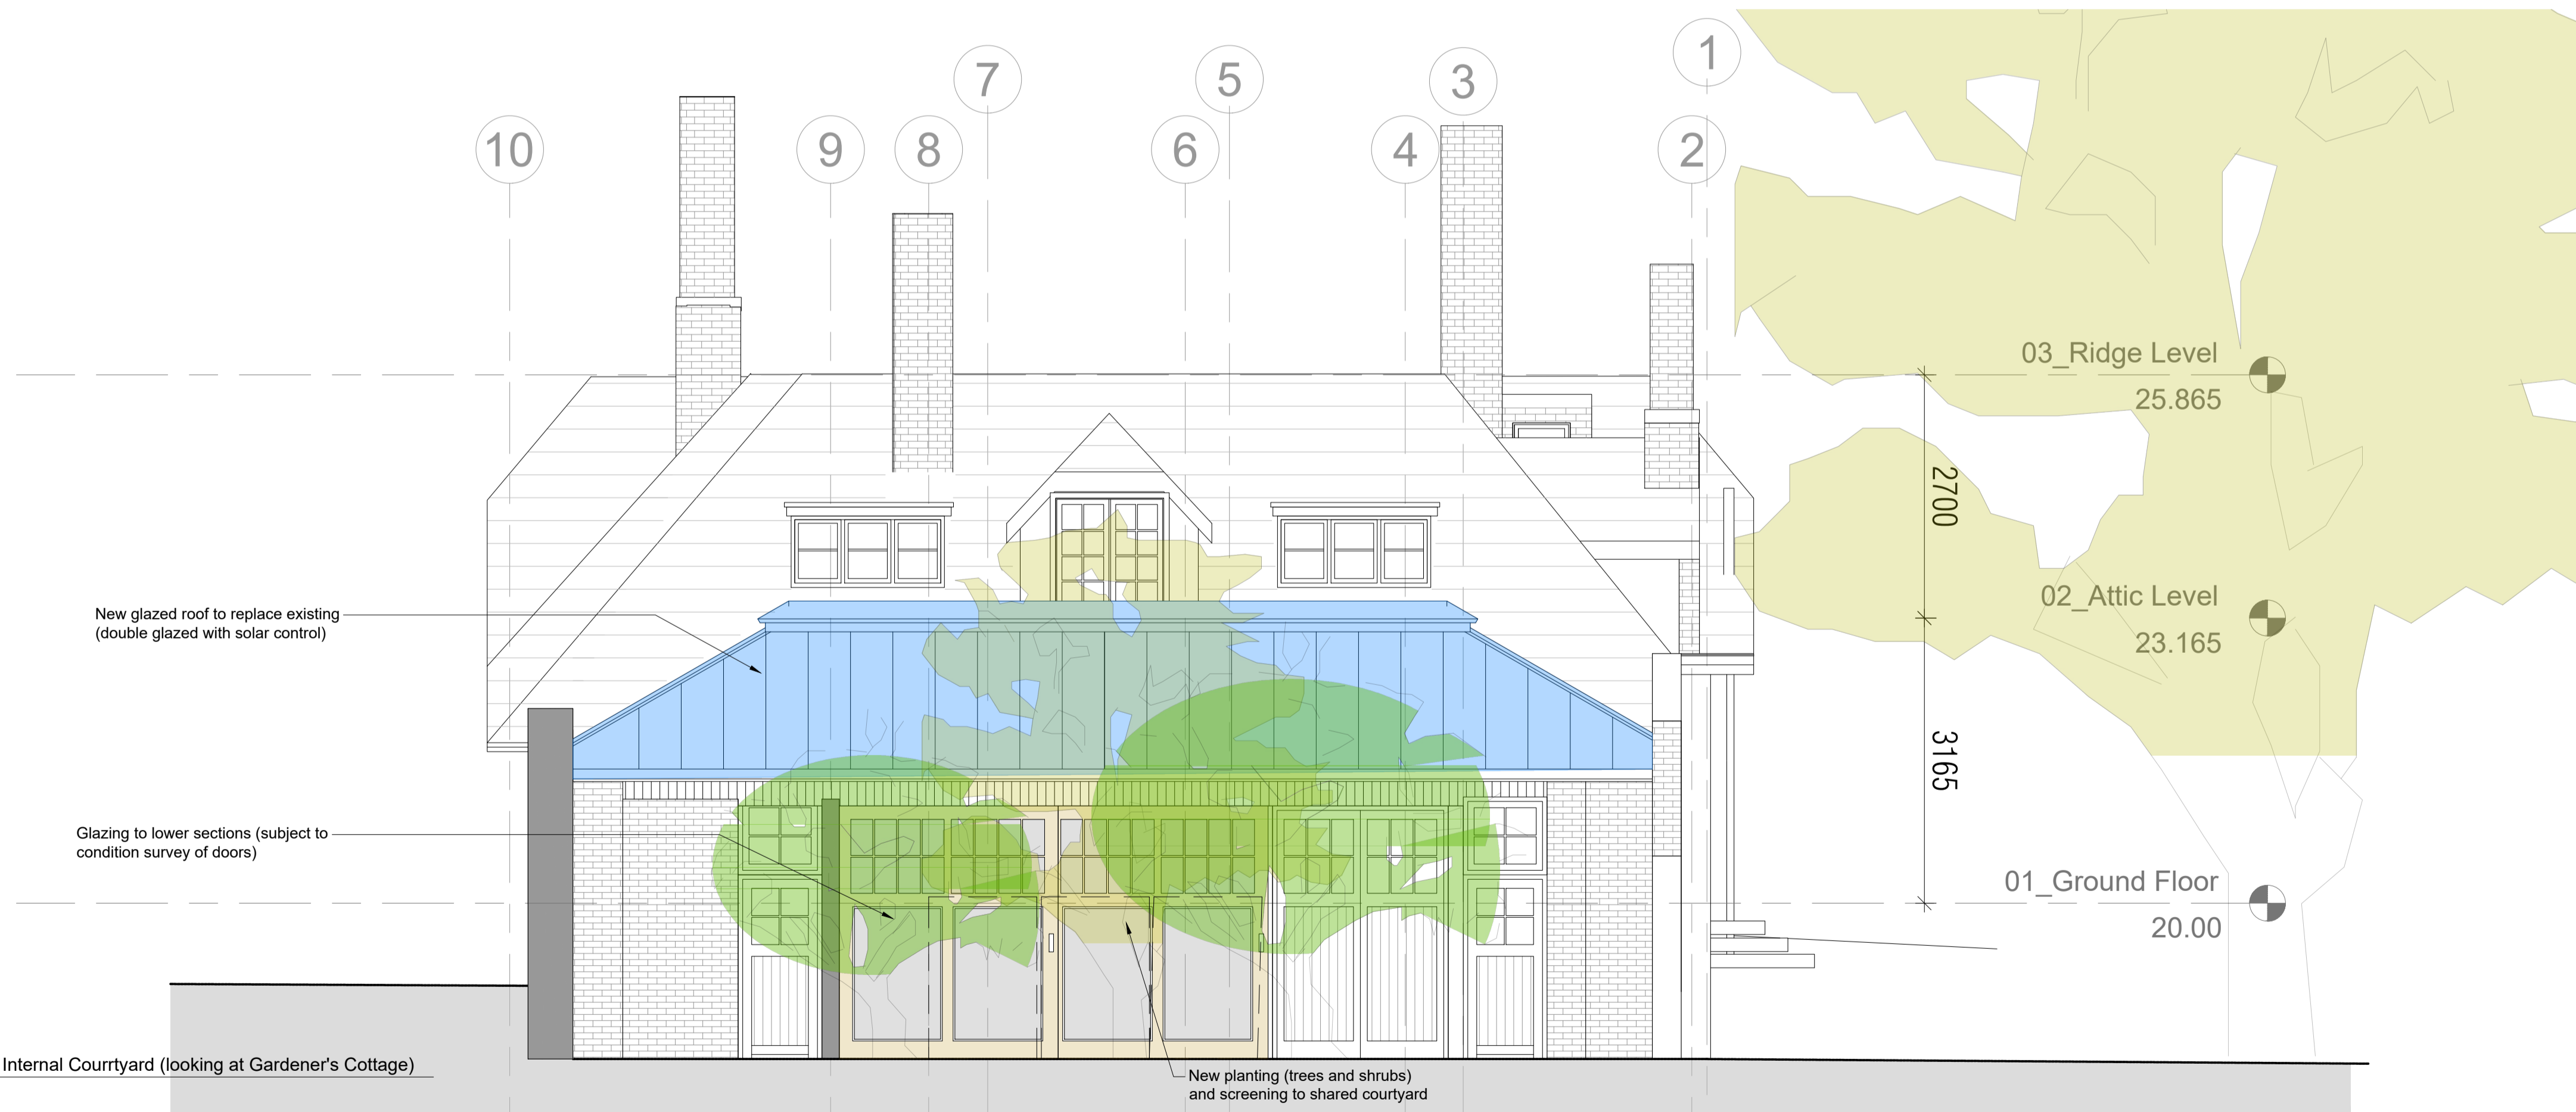 1
7
5
3
10
9
8
6
4
2
03_Ridge Level
25.865
2700
02_Attic Level
23.165
New glazed roof to replace existing
(double glazed with solar control)
3165
Glazing to lower sections (subject to
condition survey of doors)
01_Ground Floor
20.00
Internal Courrtyard (looking at Gardener's Cottage)
New planting (trees and shrubs)
and screening to shared courtyard